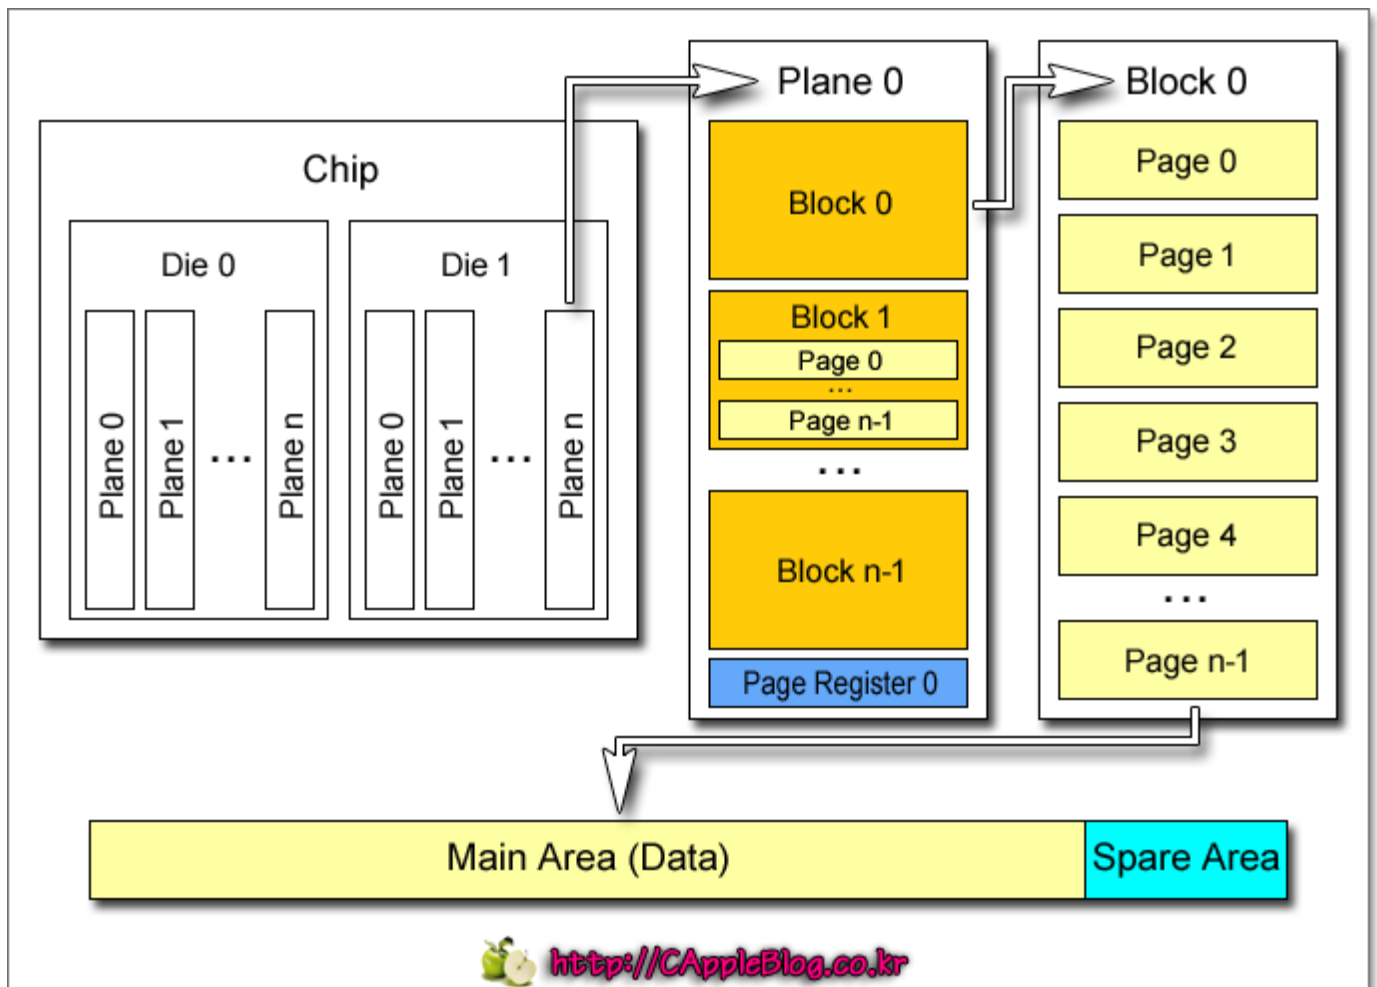 Chip
Die 0
Plane 0
Plane 1
...
Plane n
Die 1
Plane 0
Plane 1
...
Plane n
Plane 0
Block 0
Block 1
Page 0
...
Page n-1
...
Block n-1
Page Register 0
Block 0
Page 0
Page 1
Page 2
Page 3
Page 4
...
Page n-1
Main Area (Data)
Spare Area
http://CAppleBlog.co.kr